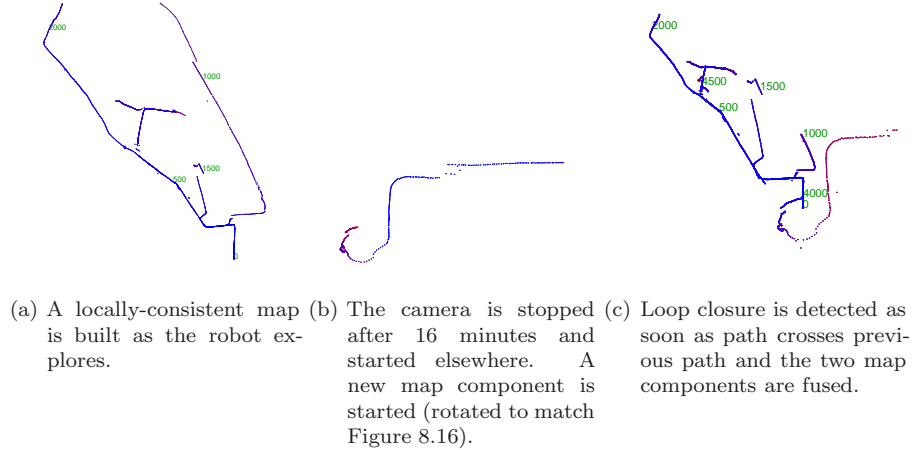 2000
1000
1500
500
0
2000
4500
1500
500
1000
4000
0
(a) A locally-consistent map
is built as the robot ex-
plores.
(b) The camera is stopped
after 16 minutes and
started elsewhere. A
new map component is
started (rotated to match
Figure 8.16).
(c) Loop closure is detected as
soon as path crosses previ-
ous path and the two map
components are fused.